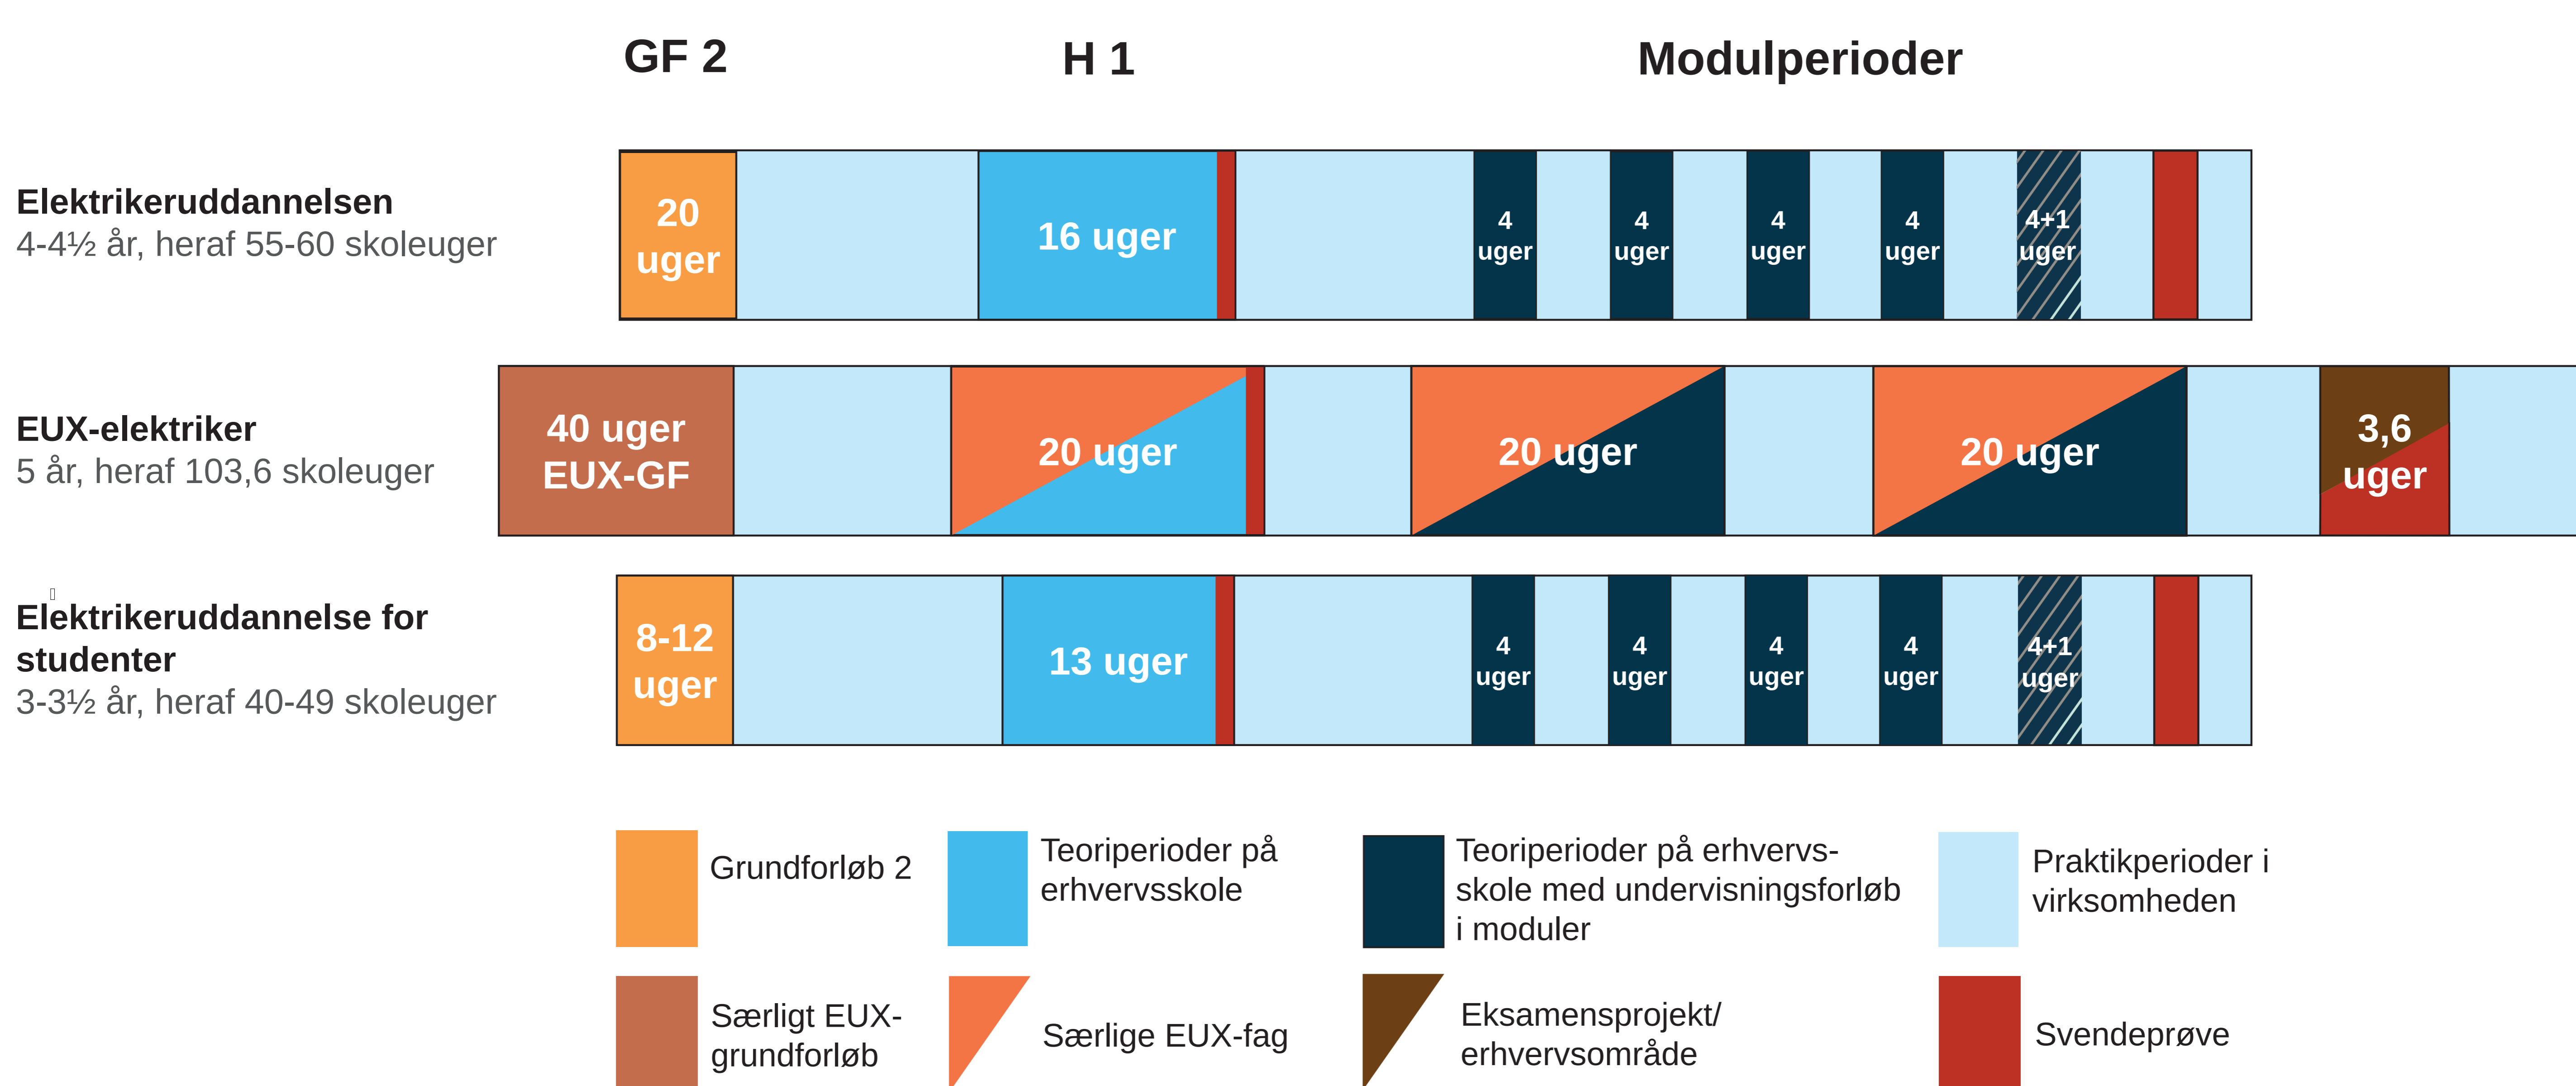 GF 2
H 1
Modulperioder
Elektrikeruddannelsen
4-4½ år, heraf 55-60 skoleuger
20
uger
16 uger
4
uger
4
uger
4
uger
4
uger
4+1
uger
EUX-elektriker
5 år, heraf 103,6 skoleuger
40 uger
EUX-GF
20 uger
20 uger
20 uger
3,6
uger
Elektrikeruddannelse for
studenter
3-3½ år, heraf 40-49 skoleuger
8-12
uger
13 uger
4
uger
4
uger
4
uger
4
uger
4+1
uger
Grundforløb 2
Teoriperioder på
erhvervsskole
Teoriperioder på erhvervs-
skole med undervisningsforløb
i moduler
Praktikperioder i
virksomheden
Særligt EUX-
grundforløb
Særlige EUX-fag
Eksamensprojekt/
erhvervsområde
Svendeprøve